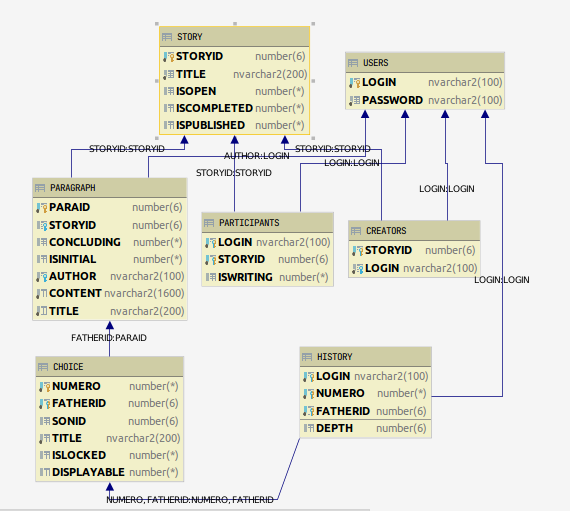 STORY
STORYID number(6)
TITLE nvarchar2(200)
ISOPEN number(*)
ISCOMPLETED number(*)
ISPUBLISHED number(*)
USERS
LOGIN nvarchar2(100)
PASSWORD nvarchar2(100)
STORYID:STORYID
AUTHOR:LOGIN
STORYID:STORYID
STORYID:STORYID
LOGIN:LOGIN
LOGIN:LOGIN
LOGIN:LOGIN
PARAGRAPH
PARAID number(6)
STORYID number(6)
CONCLUDING number(*)
ISINITIAL number(*)
AUTHOR nvarchar2(100)
CONTENT nvarchar2(1600)
TITLE nvarchar2(200)
PARTICIPANTS
LOGIN nvarchar2(100)
STORYID number(6)
ISWRITING number(*)
CREATORS
STORYID number(6)
LOGIN nvarchar2(100)
FATHERID:PARAID
CHOICE
NUMERO number(*)
FATHERID number(6)
SONID number(6)
TITLE nvarchar2(200)
ISLOCKED number(*)
DISPLAYABLE number(*)
HISTORY
LOGIN nvarchar2(100)
NUMERO number(*)
FATHERID number(6)
DEPTH number(6)
NUMERO, FATHERID:NUMERO, FATHERID